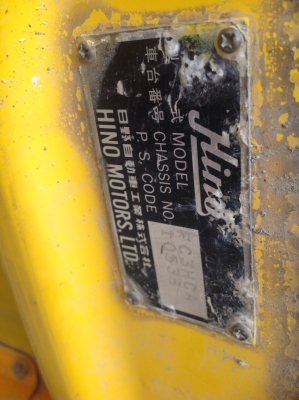 Hino
式 MODEL FC3HCA
車台番号 CHASSIS NO.
P. S. CODE
日野自動車工業株式会社
HINO MOTORS, LTD.